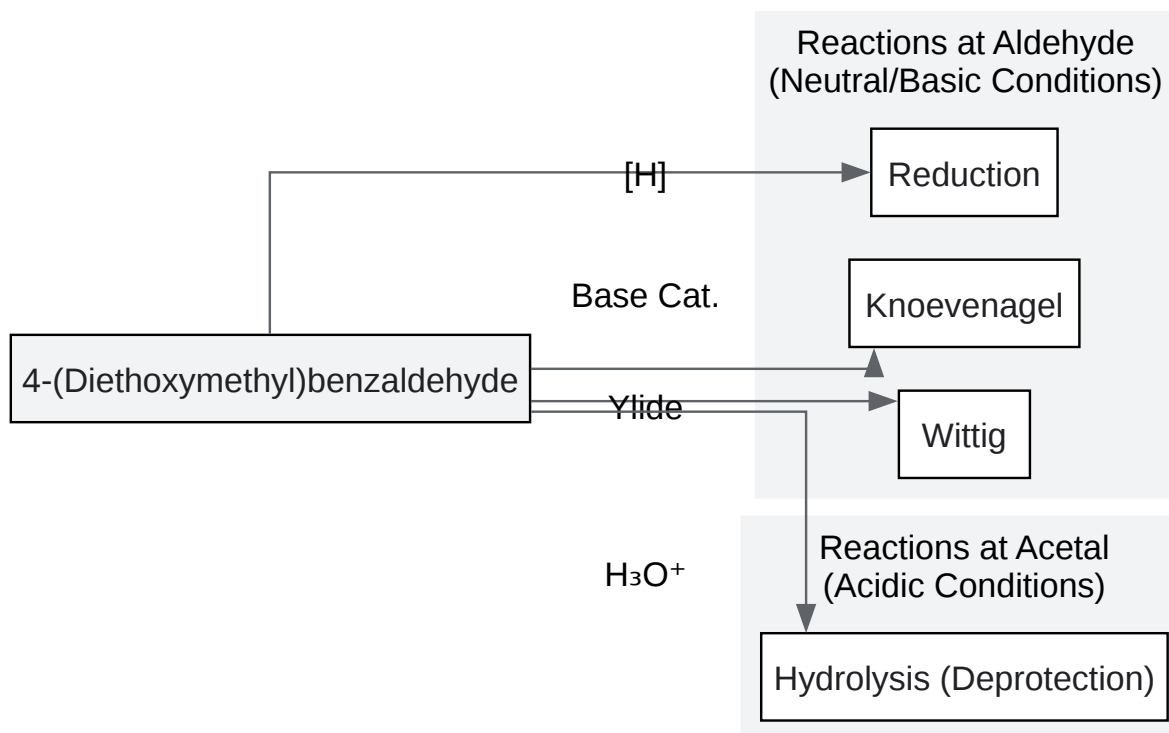 Reactions at Aldehyde
(Neutral/Basic Conditions)
[H]
Reduction
Base Cat.
Knoevenagel
4-(Diethoxymethyl)benzaldehyde
Ylide
Wittig
Reactions at Acetal
(Acidic Conditions)
H₃O⁺
Hydrolysis (Deprotection)